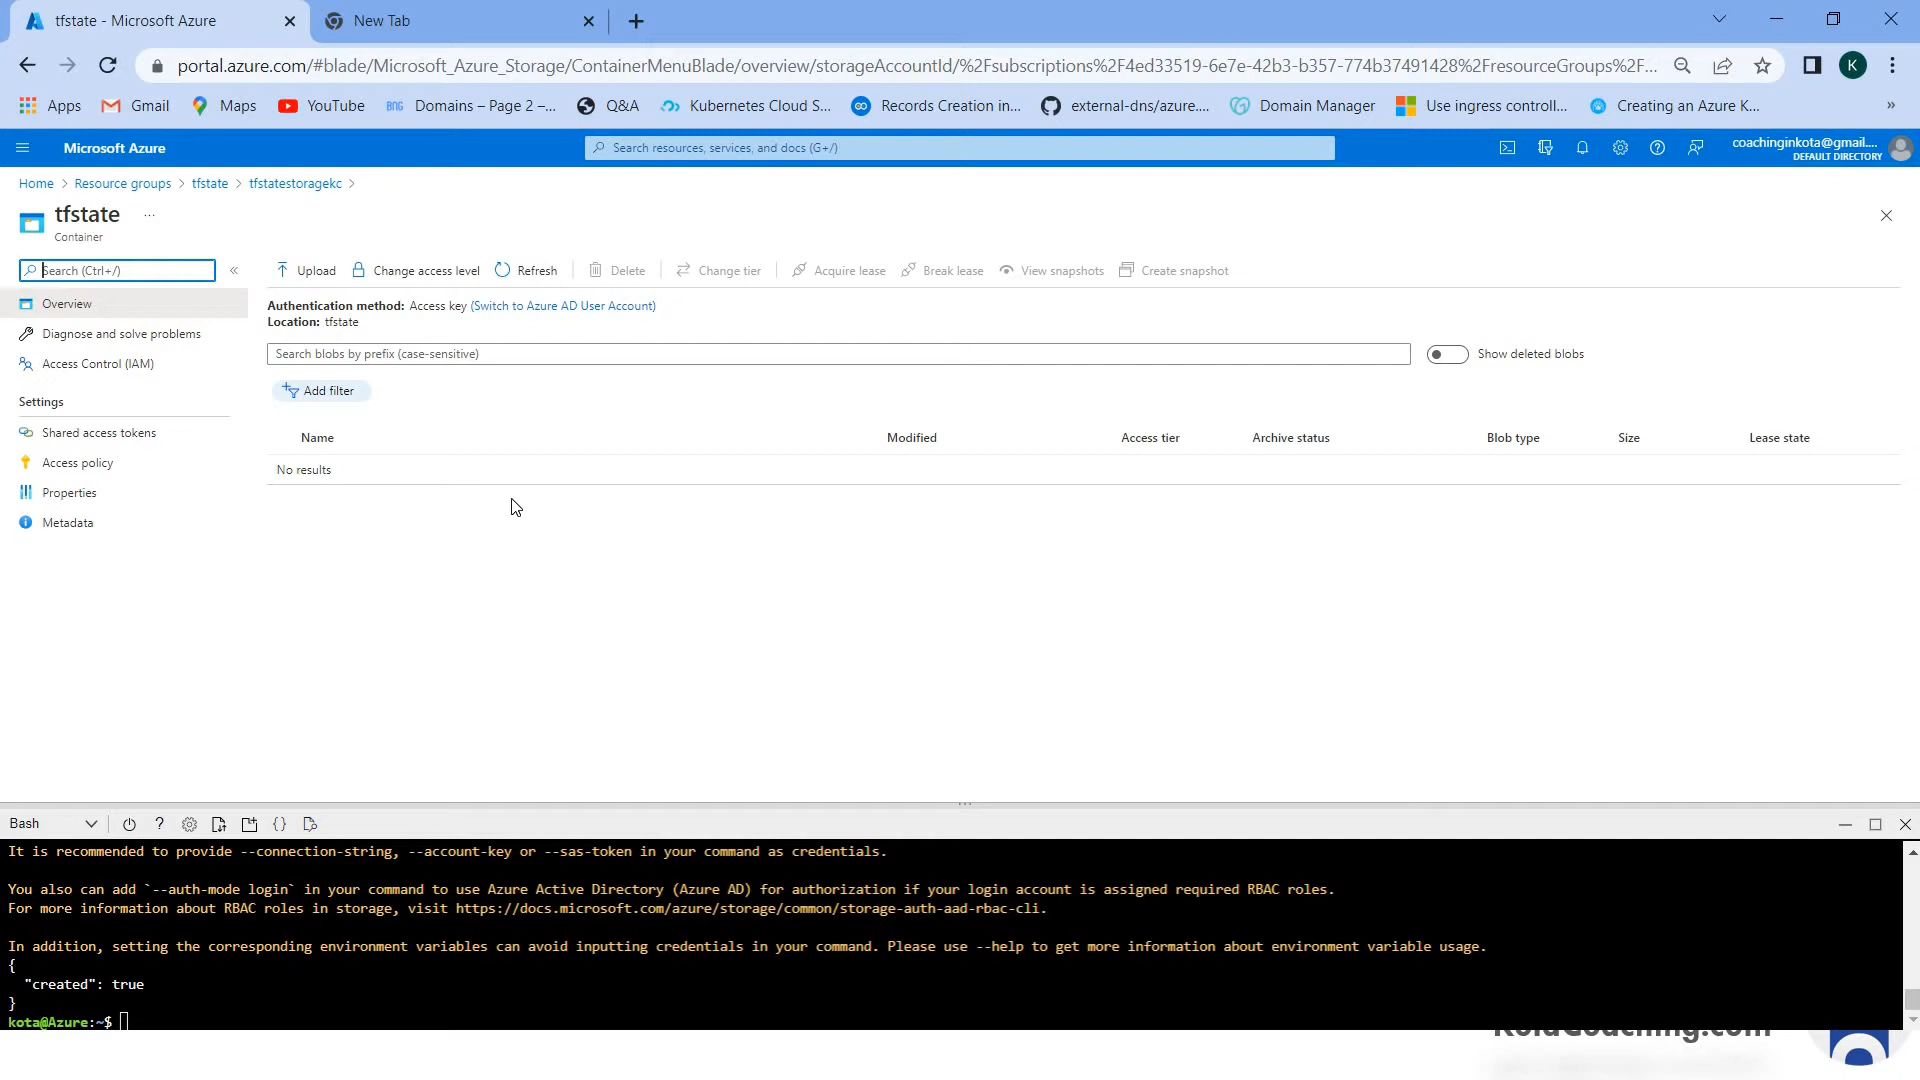 tfstate - Microsoft Azure
New Tab
portal.azure.com/#blade/Microsoft_Azure_Storage/ContainerMenuBlade/overview/storageAccountId/%2Fsubscriptions%2F4ed33519-6e7e-42b3-b357-774b37491428%2FresourceGroups%2F...
K
Apps
Gmail
Maps
YouTube
Domains – Page 2 –...
Q&A
Kubernetes Cloud S...
Records Creation in...
external-dns/azure....
Domain Manager
Use ingress controll...
Creating an Azure K...
»
Microsoft Azure
Search resources, services, and docs (G+/)
coachinginkota@gmail....
DEFAULT DIRECTORY
Home > Resource groups > tfstate > tfstatestoragekc >
tfstate ...
Container
Search (Ctrl+/)
«
Upload
Change access level
Refresh
Delete
Change tier
Acquire lease
Break lease
View snapshots
Create snapshot
Overview
Diagnose and solve problems
Access Control (IAM)
Settings
Shared access tokens
Access policy
Properties
Metadata
Authentication method: Access key (Switch to Azure AD User Account)
Location: tfstate
Search blobs by prefix (case-sensitive)
Show deleted blobs
Add filter
Name Modified Access tier Archive status Blob type Size Lease state
No results
Bash
?
{}
It is recommended to provide --connection-string, --account-key or --sas-token in your command as credentials.
You also can add `--auth-mode login` in your command to use Azure Active Directory (Azure AD) for authorization if your login account is assigned required RBAC roles.
For more information about RBAC roles in storage, visit https://docs.microsoft.com/azure/storage/common/storage-auth-aad-rbac-cli.
In addition, setting the corresponding environment variables can avoid inputting credentials in your command. Please use --help to get more information about environment variable usage.
{
"created": true
}
kota@Azure:~$
KotaCoaching.com